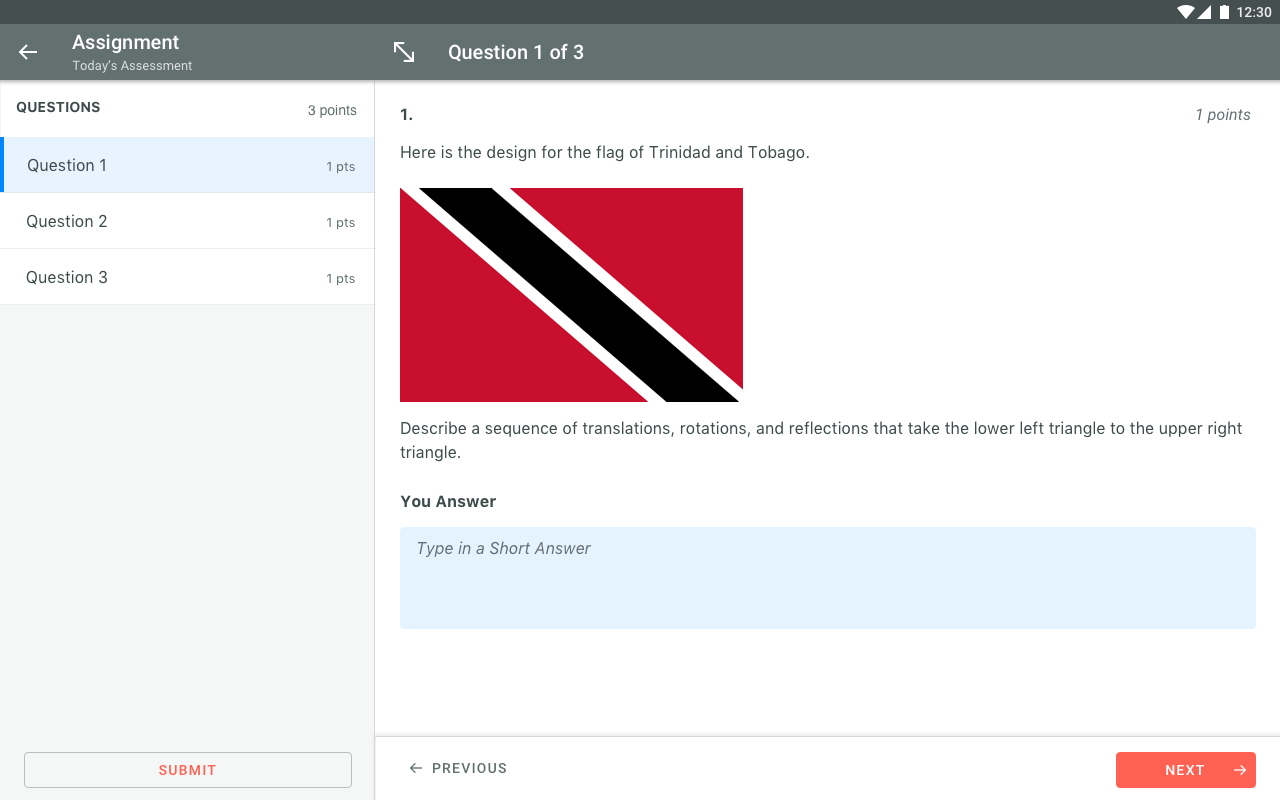 12:30
Assignment
Today's Assessment
Question 1 of 3
QUESTIONS
3 points
Question 1
1 pts
Question 2
1 pts
Question 3
1 pts
SUBMIT
1.
1 points
Here is the design for the flag of Trinidad and Tobago.
Describe a sequence of translations, rotations, and reflections that take the lower left triangle to the upper right
triangle.
You Answer
Type in a Short Answer
PREVIOUS
NEXT